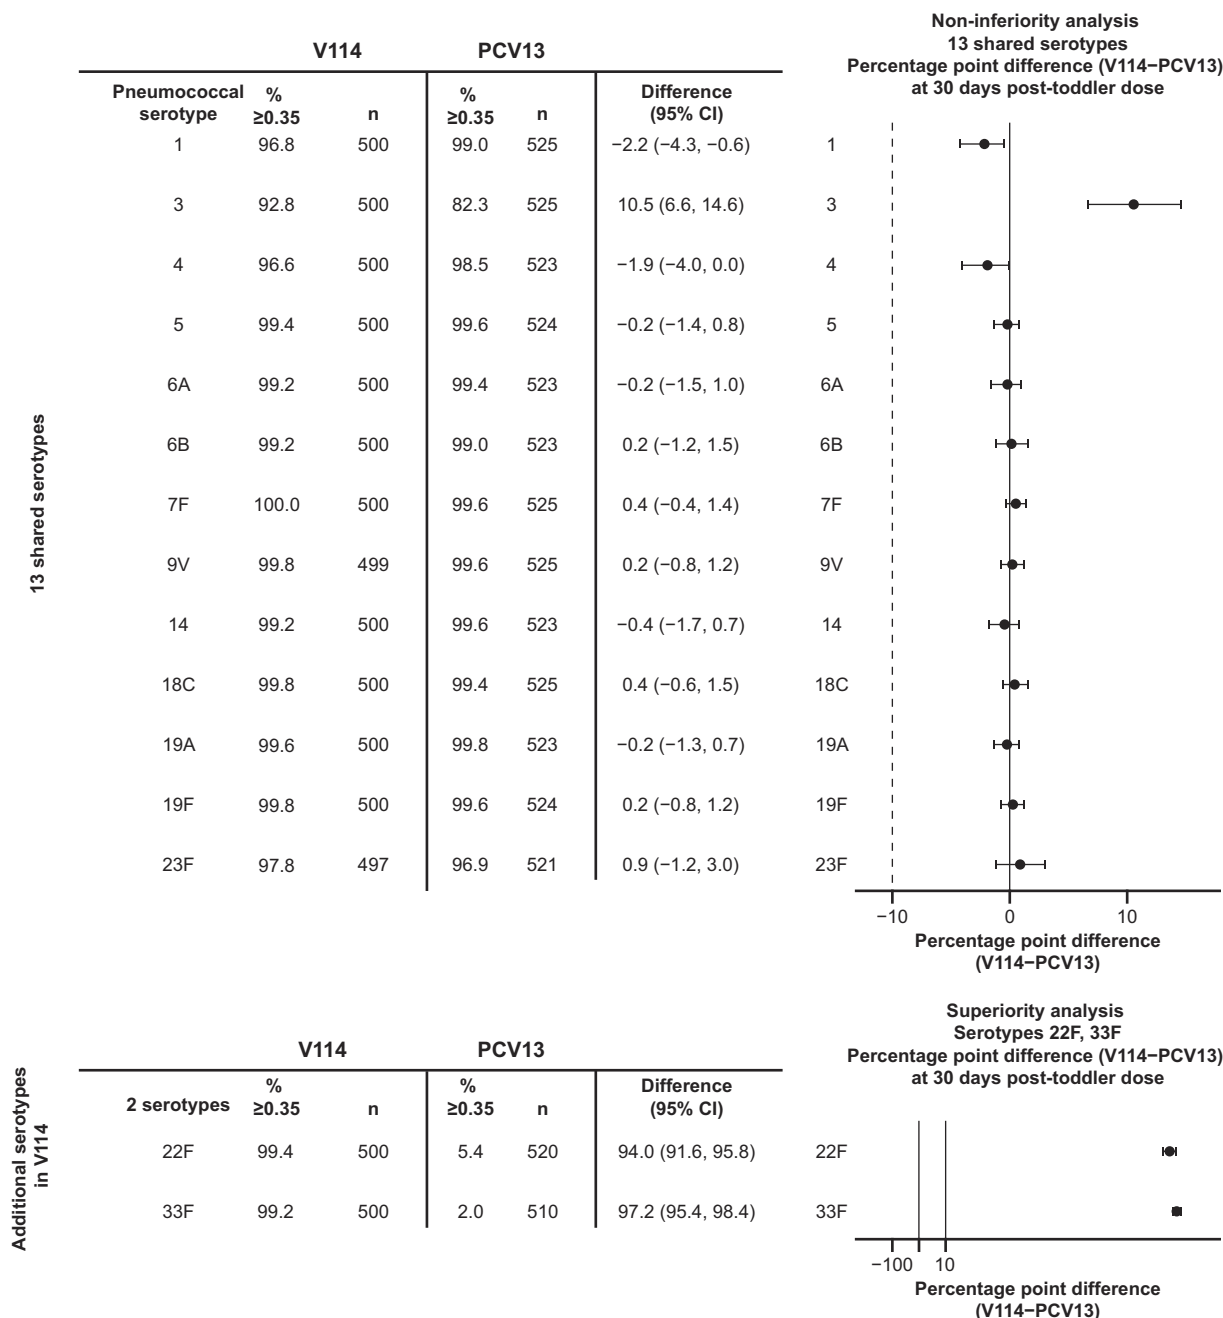 Non-inferiority analysis
13 shared serotypes
Percentage point difference (V114−PCV13)
at 30 days post-toddler dose
V114 PCV13
Pneumococcal serotype % ≥0.35 n % ≥0.35 n Difference (95% CI)
13 shared serotypes
1 96.8 500 99.0 525 −2.2 (−4.3, −0.6) 1
3 92.8 500 82.3 525 10.5 (6.6, 14.6) 3
4 96.6 500 98.5 523 −1.9 (−4.0, 0.0) 4
5 99.4 500 99.6 524 −0.2 (−1.4, 0.8) 5
6A 99.2 500 99.4 523 −0.2 (−1.5, 1.0) 6A
6B 99.2 500 99.0 523 0.2 (−1.2, 1.5) 6B
7F 100.0 500 99.6 525 0.4 (−0.4, 1.4) 7F
9V 99.8 499 99.6 525 0.2 (−0.8, 1.2) 9V
14 99.2 500 99.6 523 −0.4 (−1.7, 0.7) 14
18C 99.8 500 99.4 525 0.4 (−0.6, 1.5) 18C
19A 99.6 500 99.8 523 −0.2 (−1.3, 0.7) 19A
19F 99.8 500 99.6 524 0.2 (−0.8, 1.2) 19F
23F 97.8 497 96.9 521 0.9 (−1.2, 3.0) 23F
−10 0 10
Percentage point difference
(V114−PCV13)
Superiority analysis
Serotypes 22F, 33F
Percentage point difference (V114−PCV13)
at 30 days post-toddler dose
V114 PCV13
2 serotypes % ≥0.35 n % ≥0.35 n Difference (95% CI)
Additional serotypes
in V114
22F 99.4 500 5.4 520 94.0 (91.6, 95.8) 22F
33F 99.2 500 2.0 510 97.2 (95.4, 98.4) 33F
−100 10
Percentage point difference
(V114−PCV13)